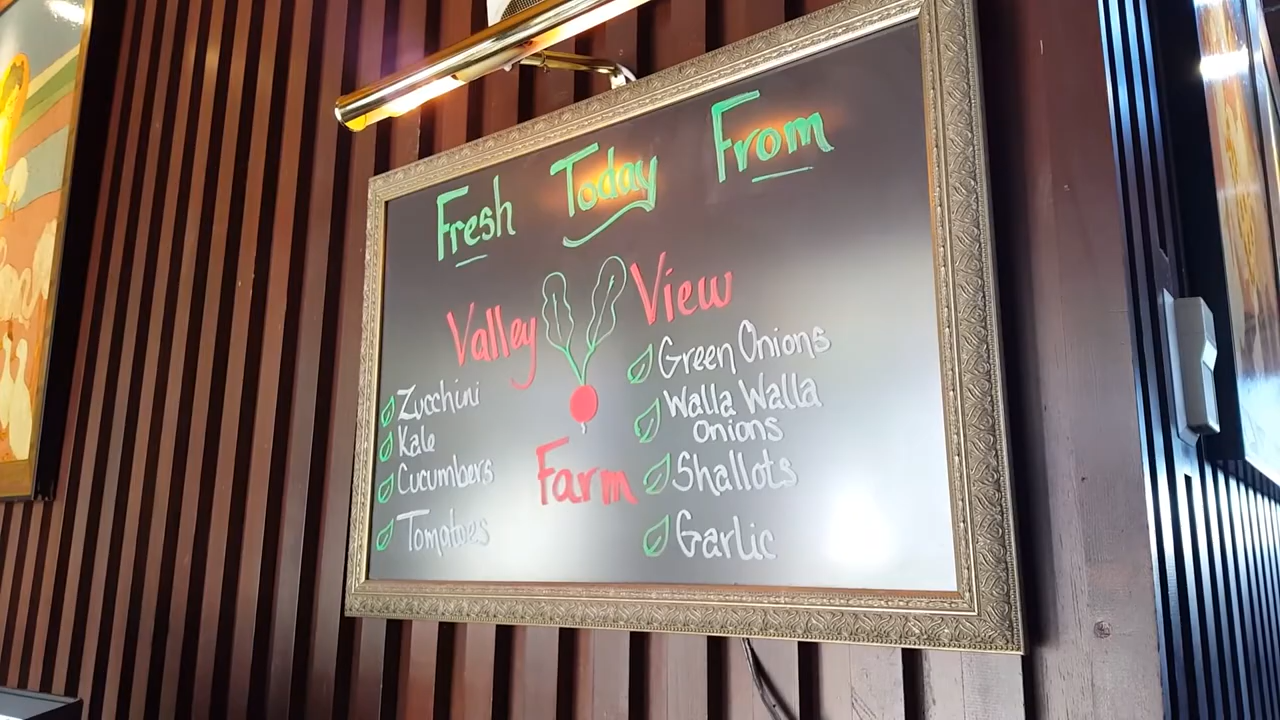 Fresh Today From
Valley View
Farm
Zucchini
Kale
Cucumbers
Tomatoes
Green Onions
Walla Walla
Onions
Shallots
Garlic